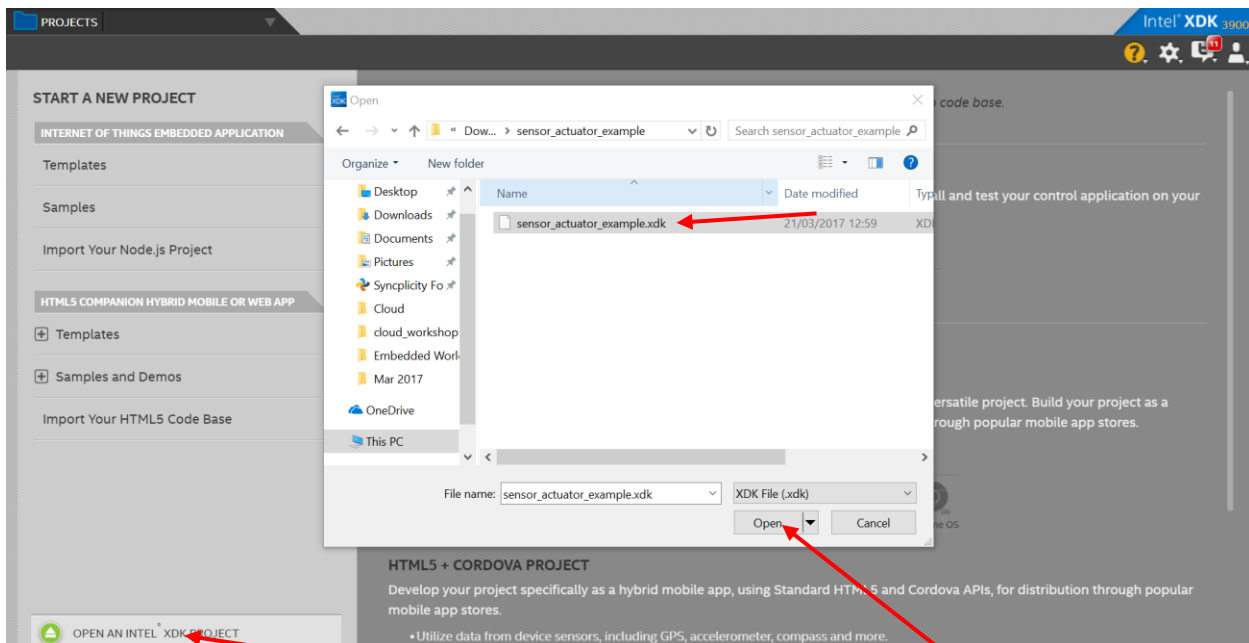 PROJECTS
Intel® XDK 3900
11
START A NEW PROJECT
INTERNET OF THINGS EMBEDDED APPLICATION
Templates
Samples
Import Your Node.js Project
HTML5 COMPANION HYBRID MOBILE OR WEB APP
Templates
Samples and Demos
Import Your HTML5 Code Base
OPEN AN INTEL® XDK PROJECT
XDK Open
« Dow... > sensor_actuator_example
Search sensor_actuator_example
Organize
New folder
Desktop
Downloads
Documents
Pictures
Syncplicity Fo
Cloud
cloud_workshop
Embedded Worl
Mar 2017
OneDrive
This PC
Name Date modified Typ
sensor_actuator_example.xdk 21/03/2017 12:59 XD
File name: sensor_actuator_example.xdk
XDK File (.xdk)
Open
Cancel
code base.
all and test your control application on your
ersatile project. Build your project as a
rough popular mobile app stores.
me OS
HTML5 + CORDOVA PROJECT
Develop your project specifically as a hybrid mobile app, using Standard HTML5 and Cordova APIs, for distribution through popular
mobile app stores.
•Utilize data from device sensors, including GPS, accelerometer, compass and more.